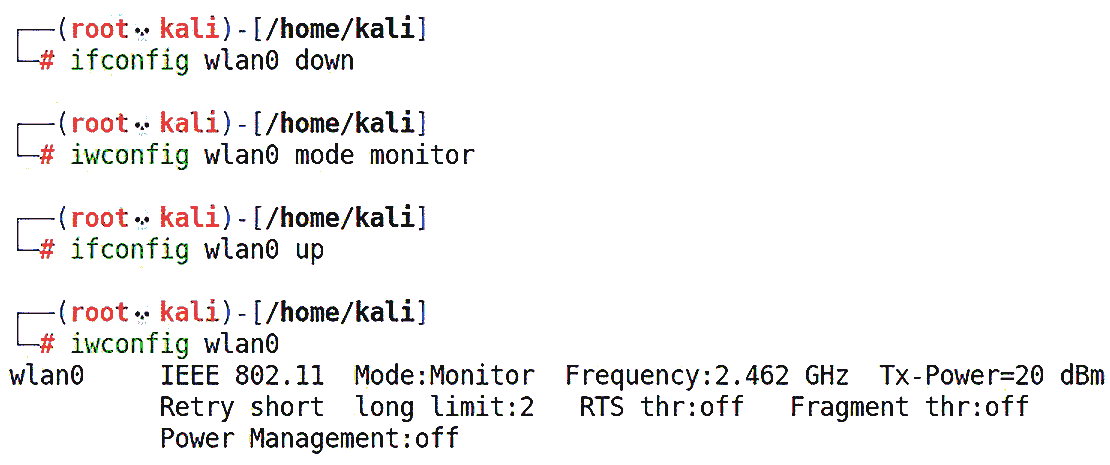 (root💀kali)-[/home/kali]
# ifconfig wlan0 down
(root💀kali)-[/home/kali]
# iwconfig wlan0 mode monitor
(root💀kali)-[/home/kali]
# ifconfig wlan0 up
(root💀kali)-[/home/kali]
# iwconfig wlan0
wlan0     IEEE 802.11  Mode:Monitor  Frequency:2.462 GHz  Tx-Power=20 dBm
          Retry short  long limit:2   RTS thr:off   Fragment thr:off
          Power Management:off